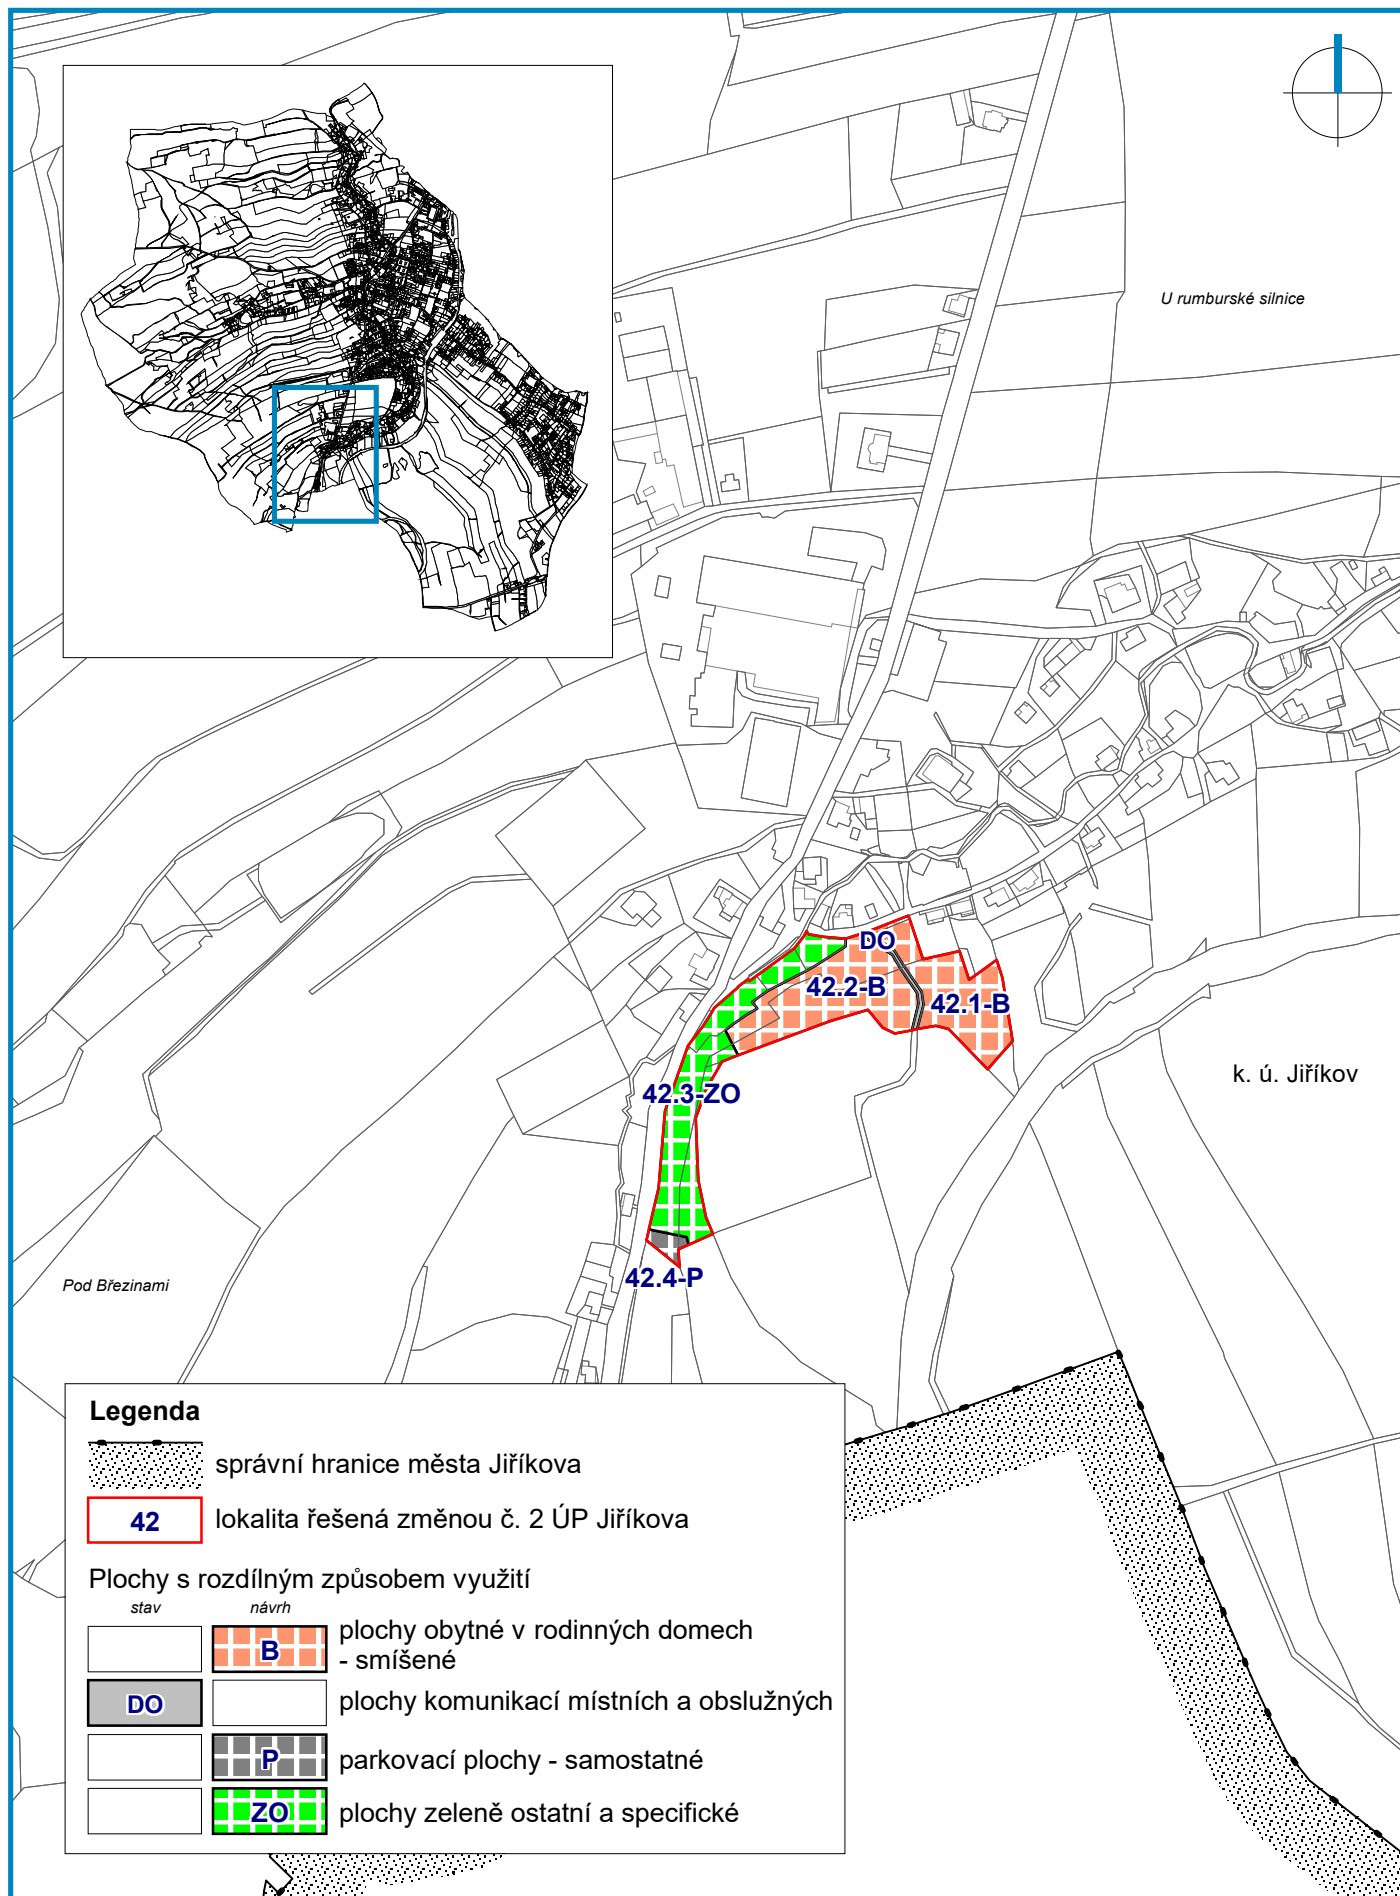 U rumburské silnice
DO
42.2-B
42.1-B
k. ú. Jiříkov
42.3-ZO
42.4-P
Pod Březinami
Legenda
správní hranice města Jiříkova
42 lokalita řešená změnou č. 2 ÚP Jiříkova
Plochy s rozdílným způsobem využití
stav návrh
B plochy obytné v rodinných domech
- smíšené
DO plochy komunikací místních a obslužných
P parkovací plochy - samostatné
ZO plochy zeleně ostatní a specifické